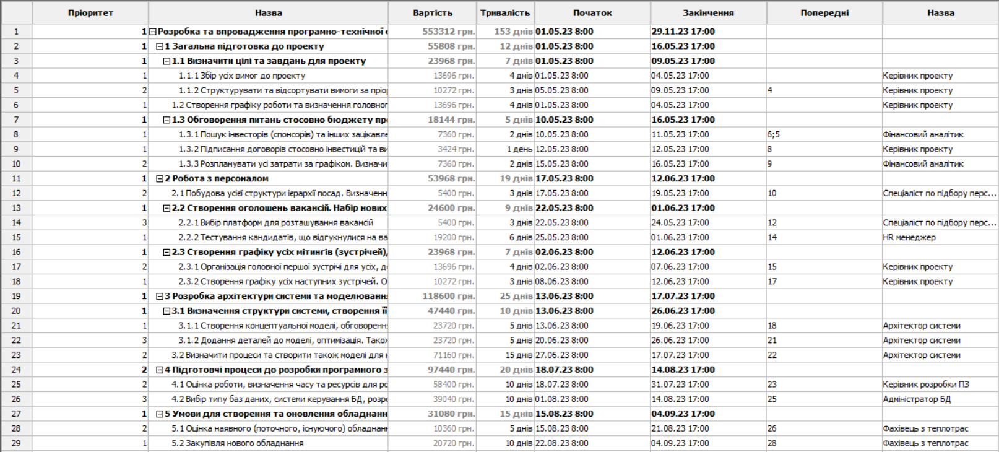 Пріоритет Назва Вартість Тривалість Початок Закінчення Попередні Назва
1 1 Розробка та впровадження програмно-технічної 553312 грн. 153 днів 01.05.23 8:00 29.11.23 17:00
2 1 1 Загальна підготовка до проекту 55808 грн. 12 днів 01.05.23 8:00 16.05.23 17:00
3 1 1.1 Визначити цілі та завдань для проекту 23968 грн. 7 днів 01.05.23 8:00 09.05.23 17:00
4 1 1.1.1 Збір усіх вимог до проекту 13696 грн. 4 днів 01.05.23 8:00 04.05.23 17:00 Керівник проекту
5 2 1.1.2 Структурувати та відсортувати вимоги за 10272 грн. 3 днів 05.05.23 8:00 09.05.23 17:00 4 Керівник проекту
6 1 1.2 Створення графіку роботи та визначення 13696 грн. 4 днів 01.05.23 8:00 04.05.23 17:00 Керівник проекту
7 1 1.3 Обговорення питань стосовно бюджету 18144 грн. 5 днів 10.05.23 8:00 16.05.23 17:00
8 1 1.3.1 Пошук інвесторів (спонсорів) та інших 7360 грн. 2 днів 10.05.23 8:00 11.05.23 17:00 6;5 Фінансовий аналітик
9 1 1.3.2 Підписання договорів стосовно інвестицій та 3424 грн. 1 день 12.05.23 8:00 12.05.23 17:00 8 Керівник проекту
10 2 1.3.3 Розпланувати усі затрати за графіком. 7360 грн. 2 днів 15.05.23 8:00 16.05.23 17:00 9 Фінансовий аналітик
11 1 2 Робота з персоналом 53968 грн. 19 днів 17.05.23 8:00 12.06.23 17:00
12 2 2.1 Побудова усієї структури ієрархії посад. 5400 грн. 3 днів 17.05.23 8:00 19.05.23 17:00 10 Спеціаліст по підбору перс...
13 1 2.2 Створення оголошень вакансій. Набір нових 24600 грн. 9 днів 22.05.23 8:00 01.06.23 17:00
14 3 2.2.1 Вибір платформ для розташування вакансій 5400 грн. 3 днів 22.05.23 8:00 24.05.23 17:00 12 Спеціаліст по підбору перс...
15 1 2.2.2 Тестування кандидатів, що відгукнулися на 19200 грн. 6 днів 25.05.23 8:00 01.06.23 17:00 14 HR менеджер
16 1 2.3 Створення графіку усіх мітингів (зустрічей), 23968 грн. 7 днів 02.06.23 8:00 12.06.23 17:00
17 2 2.3.1 Організація головної першої зустрічі для усіх, 13696 грн. 4 днів 02.06.23 8:00 07.06.23 17:00 15 Керівник проекту
18 1 2.3.2 Створення графіку усіх наступних зустрічей. О 10272 грн. 3 днів 08.06.23 8:00 12.06.23 17:00 17 Керівник проекту
19 1 3 Розробка архітектури системи та 118600 грн. 25 днів 13.06.23 8:00 17.07.23 17:00
20 1 3.1 Визначення структури системи, створення її 47440 грн. 10 днів 13.06.23 8:00 26.06.23 17:00
21 1 3.1.1 Створення концептуальної моделі, 23720 грн. 5 днів 13.06.23 8:00 19.06.23 17:00 18 Архітектор системи
22 3 3.1.2 Додання деталей до моделі, оптимізація. 23720 грн. 5 днів 20.06.23 8:00 26.06.23 17:00 21 Архітектор системи
23 2 3.2 Визначити процеси та створити також моделі для 71160 грн. 15 днів 27.06.23 8:00 17.07.23 17:00 22 Архітектор системи
24 2 4 Підготовчі процеси до розробки програмного з 97440 грн. 20 днів 18.07.23 8:00 14.08.23 17:00
25 2 4.1 Оцінка роботи, визначення часу та ресурсів для 58400 грн. 10 днів 18.07.23 8:00 31.07.23 17:00 23 Керівник розробки ПЗ
26 3 4.2 Вибір типу баз даних, системи керування БД, 39040 грн. 10 днів 01.08.23 8:00 14.08.23 17:00 25 Адміністратор БД
27 1 5 Умови для створення та оновлення 31080 грн. 15 днів 15.08.23 8:00 04.09.23 17:00
28 2 5.1 Оцінка наявного (поточного, існуючого) 10360 грн. 5 днів 15.08.23 8:00 21.08.23 17:00 26 Фахівець з теплотрас
29 1 5.2 Закупівля нового обладнання 20720 грн. 10 днів 22.08.23 8:00 04.09.23 17:00 28 Фахівець з теплотрас